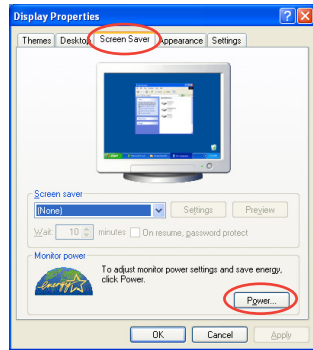 Display Properties
Themes Desktop Screen Saver Appearance Settings
Screen saver
(None) Settings Preview
Wait: 10 minutes On resume, password protect
Monitor power
To adjust monitor power settings and save energy,
click Power.
energy
Power...
OK Cancel Apply